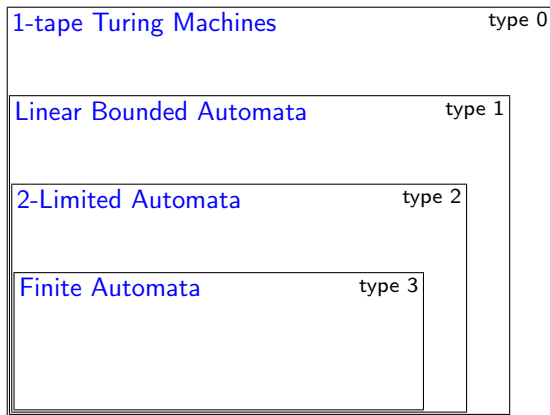 1-tape Turing Machines type 0
Linear Bounded Automata type 1
2-Limited Automata type 2
Finite Automata type 3